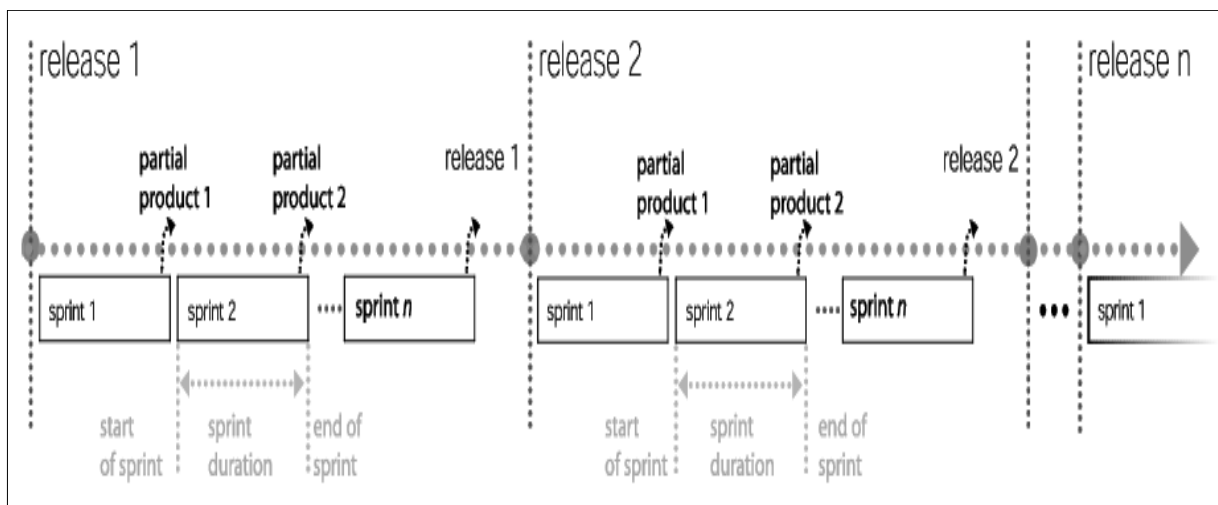 release 1
release 2
release n
partial
product 1
partial
product 2
release 1
partial
product 1
partial
product 2
release 2
sprint 1
sprint 2
sprint n
sprint 1
sprint 2
sprint n
sprint 1
start
of sprint
sprint
duration
end of
sprint
start
of sprint
sprint
duration
end of
sprint